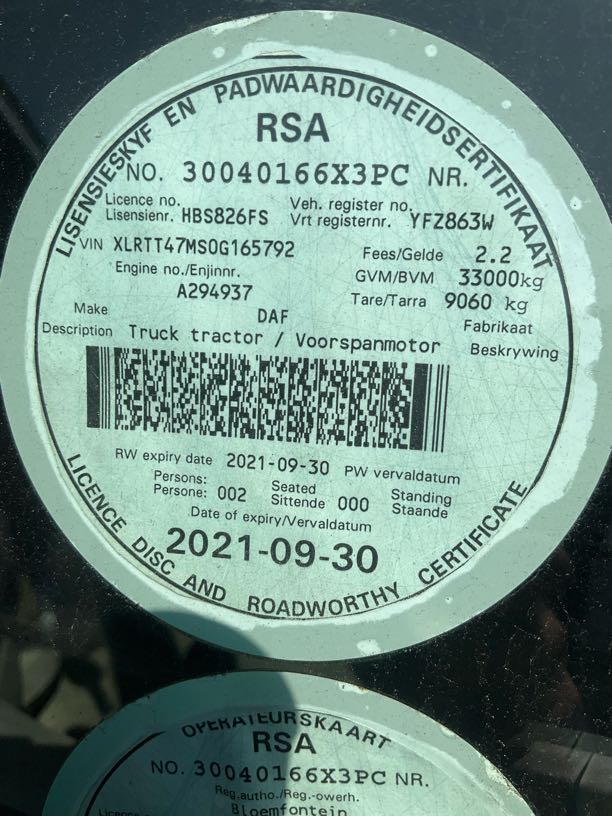 LISENSIESKYF EN PADWAARDIGHEIDSERTIFIKAAT
RSA
NO. 30040166X3PC NR.
Licence no. Veh. register no.
Lisensienr. HBS826FS Vrt registernr. YFZ863W
VIN XLRTT47MS0G165792 Fees/Gelde 2.2
Engine no./Enjinnr. GVM/BVM 33000kg
A294937 Tare/Tarra 9060 kg
Make DAF Fabrikaat
Description Truck tractor / Voorspanmotor Beskrywing
RW expiry date 2021-09-30 PW vervaldatum
Persons: Seated Standing
Persone: 002 Sittende 000 Staande
Date of expiry/Vervaldatum
2021-09-30
LICENCE DISC AND ROADWORTHY CERTIFICATE
OPERATEURSKAART
RSA
NO. 30040166X3PC NR.
Reg.autho./Reg.-owerh.
Bloemfontein